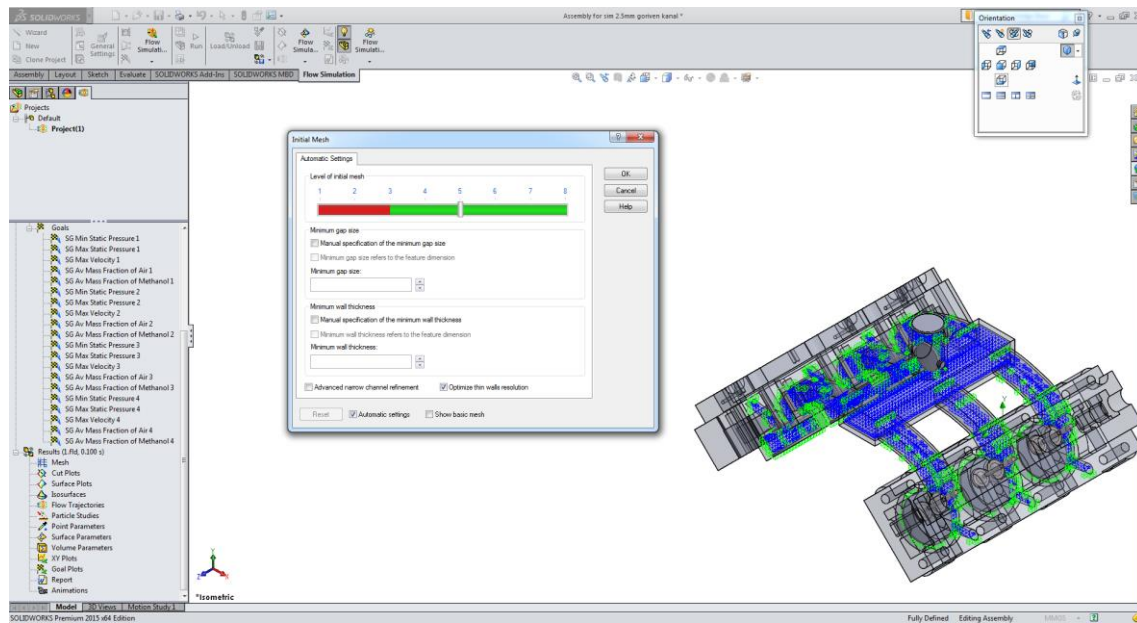 SOLIDWORKS
Assembly for sim 2.5mm goriven kanal *
Orientation
Wizard
New
Clone Project
General Settings
Flow Simulati...
Run
Load/Unload
Flow Simula...
Flow Simulati...
Assembly
Layout
Sketch
Evaluate
SOLIDWORKS Add-Ins
SOLIDWORKS MBD
Flow Simulation
Projects
Default
Project(1)
Goals
SG Min Static Pressure 1
SG Max Static Pressure 1
SG Max Velocity 1
SG Av Mass Fraction of Air 1
SG Av Mass Fraction of Methanol 1
SG Min Static Pressure 2
SG Max Static Pressure 2
SG Max Velocity 2
SG Av Mass Fraction of Air 2
SG Av Mass Fraction of Methanol 2
SG Min Static Pressure 3
SG Max Static Pressure 3
SG Max Velocity 3
SG Av Mass Fraction of Air 3
SG Av Mass Fraction of Methanol 3
SG Min Static Pressure 4
SG Max Static Pressure 4
SG Max Velocity 4
SG Av Mass Fraction of Air 4
SG Av Mass Fraction of Methanol 4
Results (1.fld, 0.100 s)
Mesh
Cut Plots
Surface Plots
Isosurfaces
Flow Trajectories
Particle Studies
Point Parameters
Surface Parameters
Volume Parameters
XY Plots
Goal Plots
Report
Animations
Initial Mesh
Automatic Settings
Level of initial mesh
1 2 3 4 5 6 7 8
Minimum gap size
Manual specification of the minimum gap size
Minimum gap size refers to the feature dimension
Minimum gap size:
Minimum wall thickness
Manual specification of the minimum wall thickness
Minimum wall thickness refers to the feature dimension
Minimum wall thickness:
Advanced narrow channel refinement
Optimize thin walls resolution
Reset
Automatic settings
Show basic mesh
OK
Cancel
Help
Y
Y
Z
X
*Isometric
Model
3D Views
Motion Study 1
SOLIDWORKS Premium 2015 x64 Edition
Fully Defined
Editing Assembly
MMGS